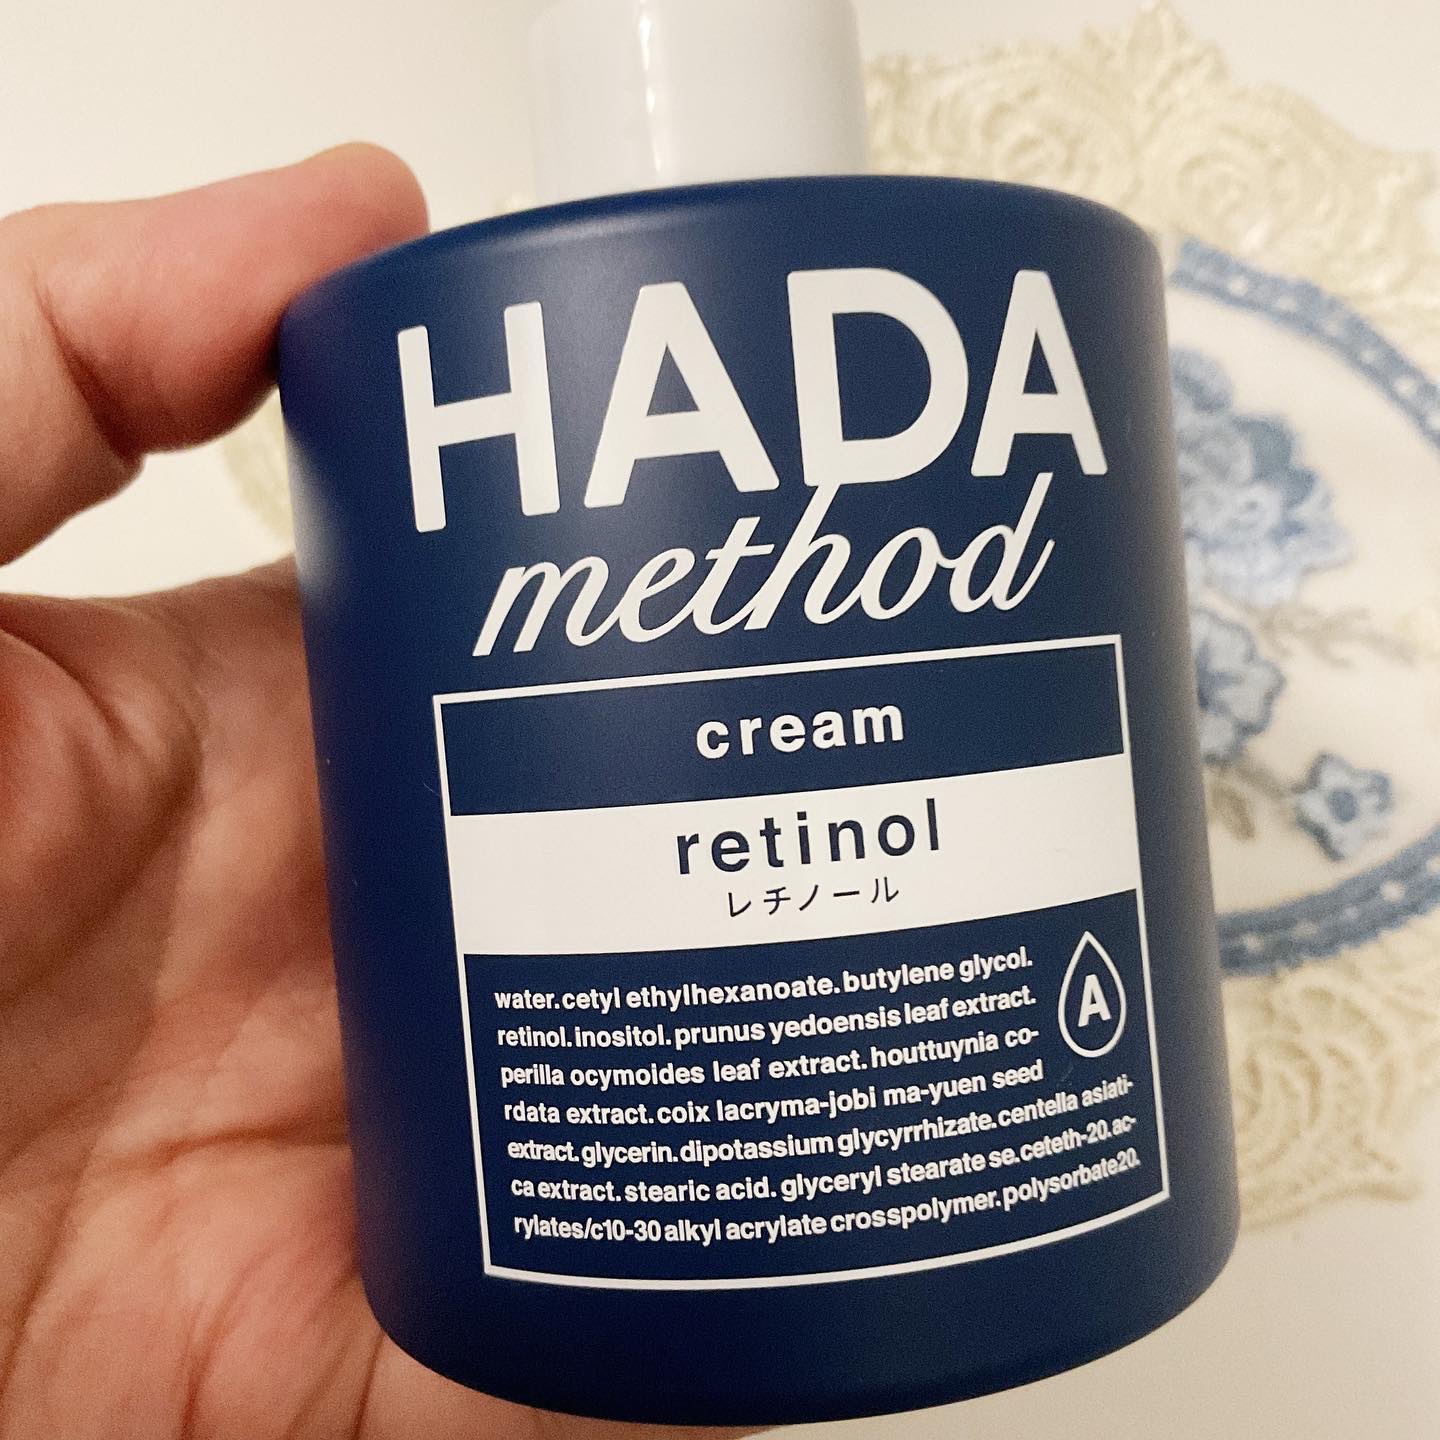 HADA
method
cream
retinol
レチノール
water.cetyl ethylhexanoate.butylene glycol.
retinol.inositol.prunus yedoensis leaf extract.
perilla ocymoides leaf extract.houttuynia co-
rdata extract.coix lacryma-jobi ma-yuen seed
extract.glycerin.dipotassium glycyrrhizate.centella asiati-
ca extract.stearic acid.glyceryl stearate se.ceteth-20.ac-
rylates/c10-30 alkyl acrylate crosspolymer.polysorbate20.
A